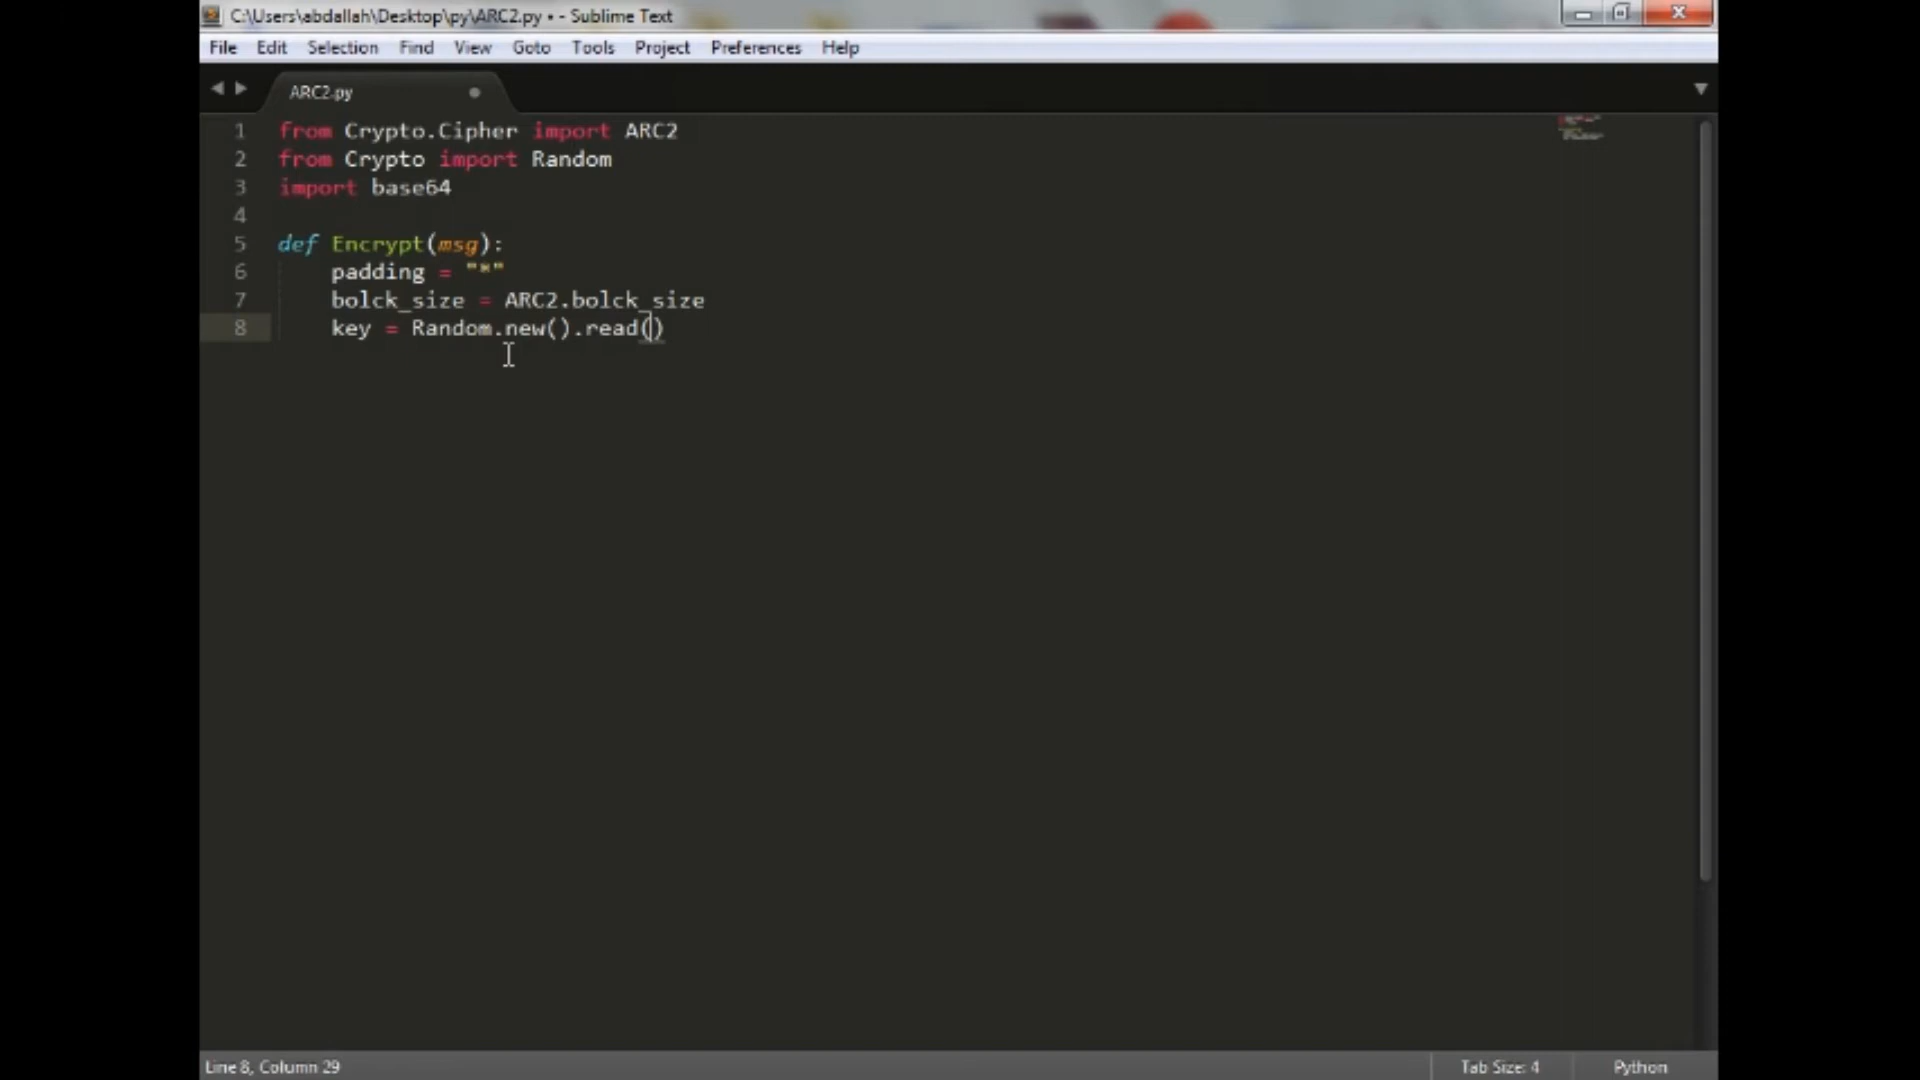 C:\Users\abdallah\Desktop\py\ARC2.py • - Sublime Text
File Edit Selection Find View Goto Tools Project Preferences Help
ARC2.py
1 from Crypto.Cipher import ARC2
2 from Crypto import Random
3 import base64
4
5 def Encrypt(msg):
6 padding = "*"
7 bolck_size = ARC2.bolck_size
8 key = Random.new().read()
Line 8, Column 29 Tab Size: 4 Python